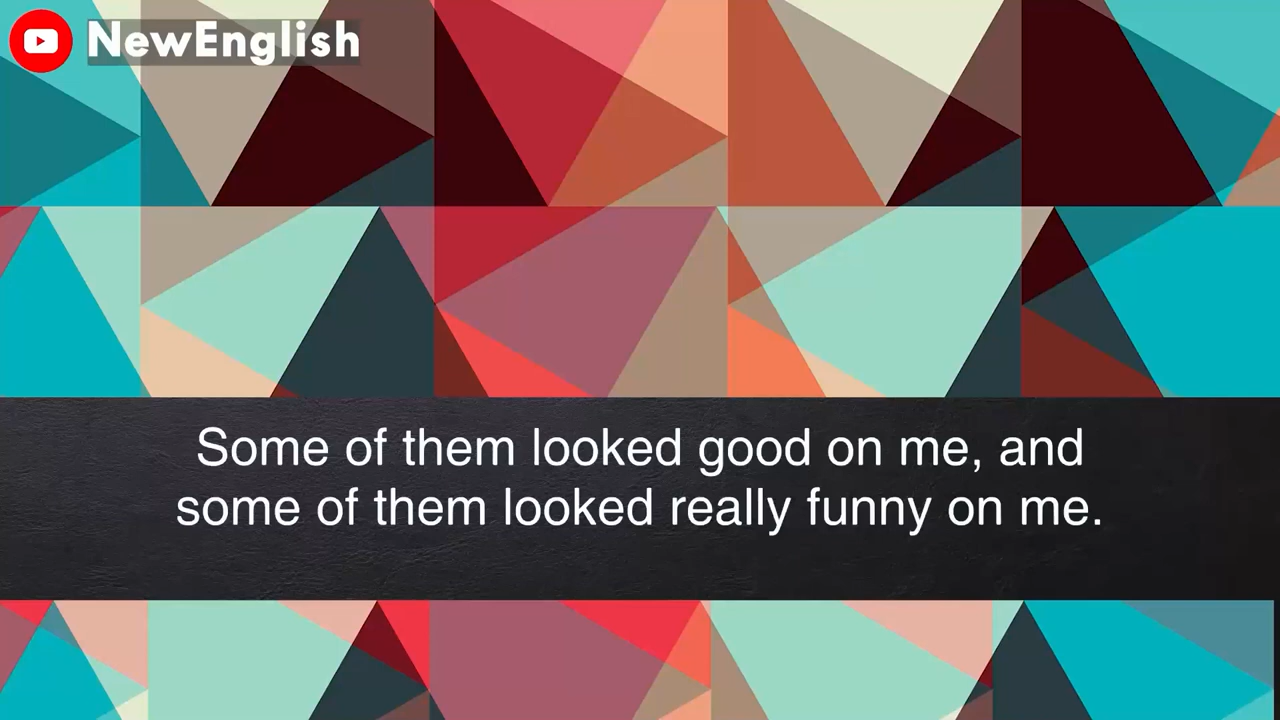 NewEnglish
Some of them looked good on me, and
some of them looked really funny on me.